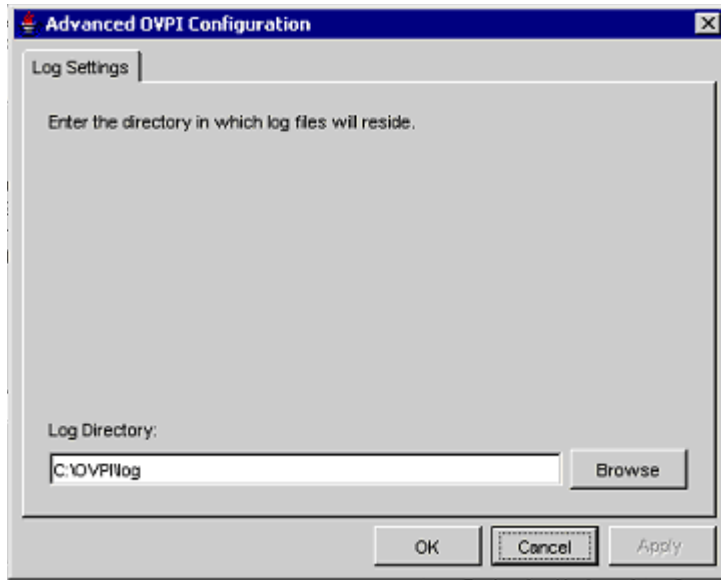 Advanced OVPI Configuration
Log Settings
Enter the directory in which log files will reside.
Log Directory:
C:\OVPI\log
Browse
OK
Cancel
Apply